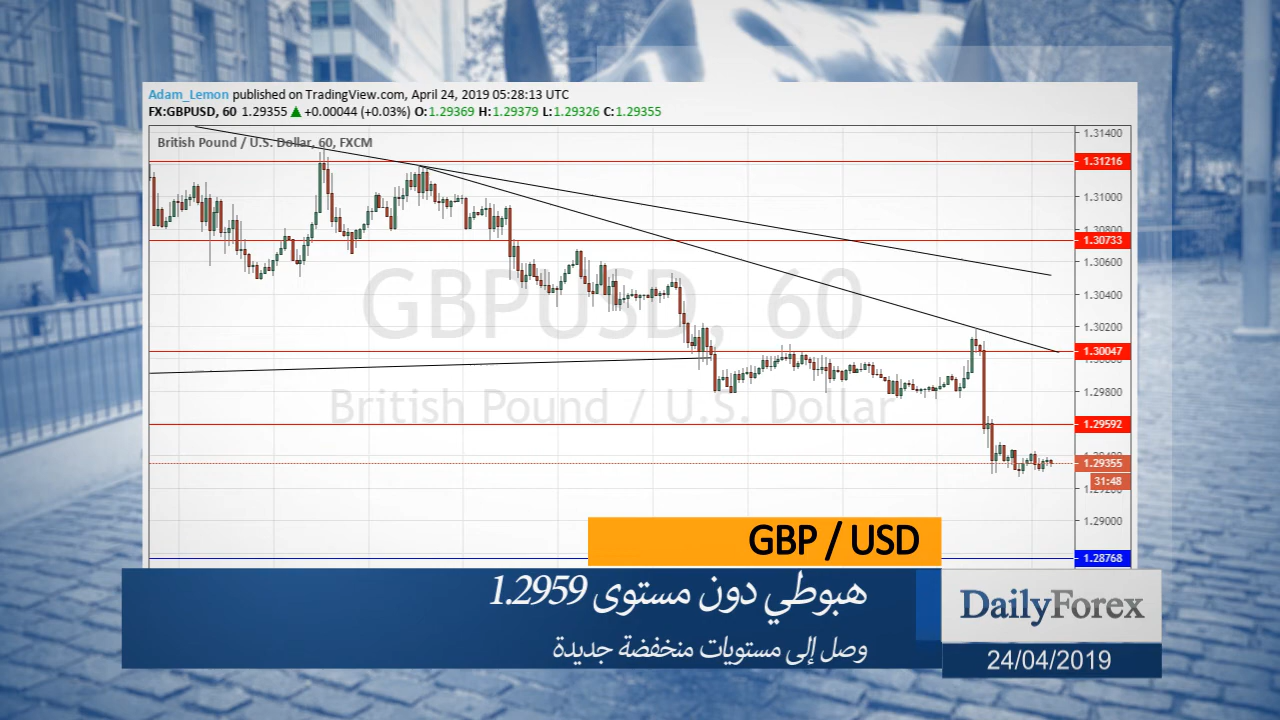 Adam_Lemon published on TradingView.com, April 24, 2019 05:28:13 UTC
FX:GBPUSD, 60 1.29355 ▲ +0.00044 (+0.03%) O:1.29369 H:1.29379 L:1.29326 C:1.29355
British Pound / U.S. Dollar, 60, FXCM
1.31400
1.31216
1.31000
1.30800
1.30733
1.30600
1.30400
1.30200
1.30047
1.29800
1.29592
1.29355
31:48
1.29200
1.29000
1.28768
GBPUSD, 60
British Pound / U.S. Dollar
GBP / USD
هبوطي دون مستوى 1.2959
وصل إلى مستويات منخفضة جديدة
DailyForex
24/04/2019